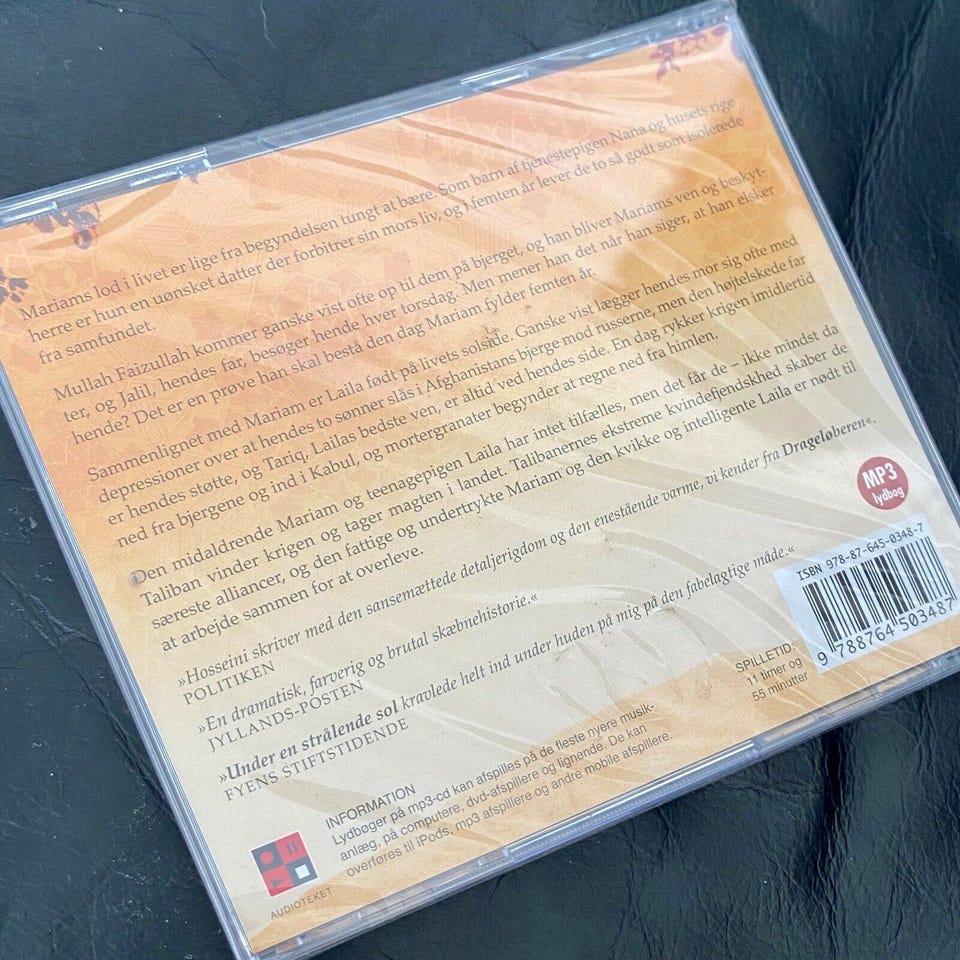 Mariams lod i livet er lige fra begyndelsen tungt at bære. Som barn af tjenestepigen Nana og husets rige
herre er hun en uønsket datter der forbitrer sin mors liv, og i femten år lever de to så godt som isolerede
fra samfundet.
Mullah Faizullah kommer ganske vist ofte op til dem på bjerget, og han bliver Mariams ven og beskyt-
ter, og Jalil, hendes far, besøger hende hver torsdag. Men mener han det når han siger, at han elsker
hende? Det er en prøve han skal bestå den dag Mariam fylder femten år.
Sammenlignet med Mariam er Laila født på livets solside. Ganske vist lægger hendes mor sig ofte med
depressioner over at hendes to sønner slås i Afghanistans bjerge mod russerne, men den højtelskede far
er hendes støtte, og Tariq, Lailas bedste ven, er altid ved hendes side. En dag rykker krigen imidlertid
ned fra bjergene og ind i Kabul, og mortergranater begynder at regne ned fra himlen.
Den midaldrende Mariam og teenagepigen Laila har intet tilfælles, men det får de – ikke mindst da
Taliban vinder krigen og tager magten i landet. Talibanernes ekstreme kvindefjendskhed skaber de
særeste alliancer, og den fattige og undertrykte Mariam og den kvikke og intelligente Laila er nødt til
at arbejde sammen for at overleve.
»Hosseini skriver med den sansemættede detaljerigdom og den enestående varme, vi kender fra Drageløberen«.
POLITIKEN
»En dramatisk, farverig og brutal skæbnehistorie.«
JYLLANDS-POSTEN
»Under en strålende sol kravlede helt ind under huden på mig på den fabelagtige måde.«
FYENS STIFTSTIDENDE
MP3
lydbog
ISBN 978-87-645-0348-7
9 788764 503487
SPILLETID:
11 timer og
55 minutter
INFORMATION
Lydbøger på mp3-cd kan afspilles på de fleste nyere musik-
anlæg, på computere, dvd-afspillere og lignende. De kan
overføres til iPods, mp3 afspillere og andre mobile afspillere.
AUDIOTEKET